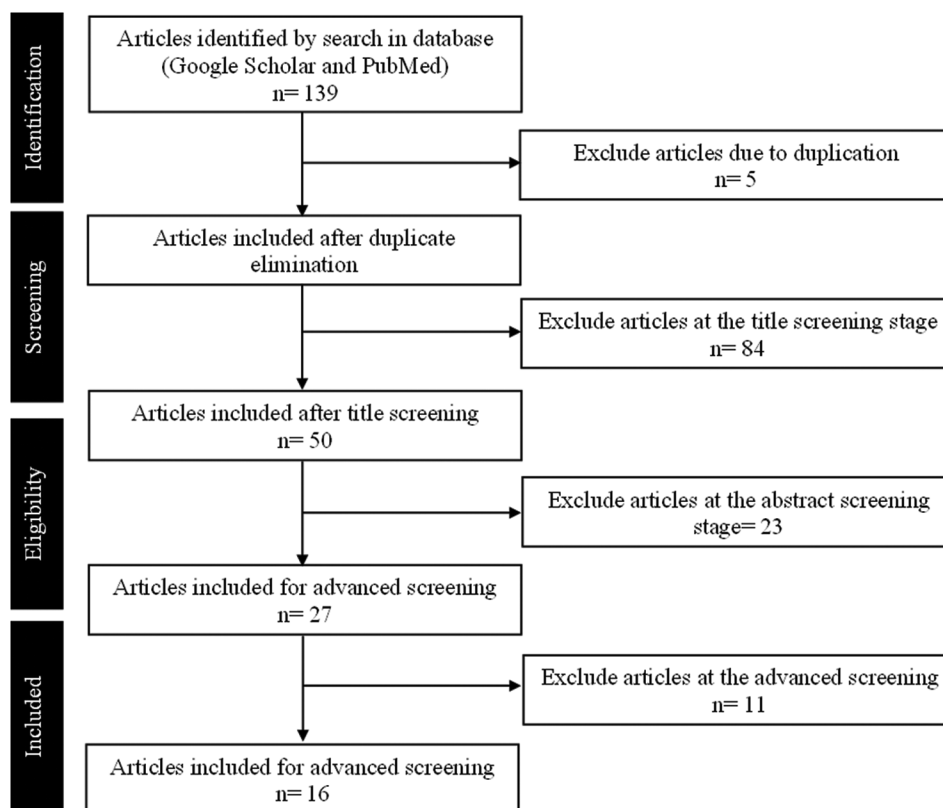 Identification
Articles identified by search in database
(Google Scholar and PubMed)
n= 139
Exclude articles due to duplication
n= 5
Screening
Articles included after duplicate
elimination
Exclude articles at the title screening stage
n= 84
Eligibility
Articles included after title screening
n= 50
Exclude articles at the abstract screening
stage= 23
Articles included for advanced screening
n= 27
Included
Exclude articles at the advanced screening
n= 11
Articles included for advanced screening
n= 16